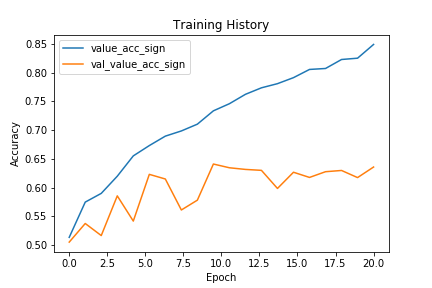 Training History
value_acc_sign
val_value_acc_sign
Accuracy
0.85
0.80
0.75
0.70
0.65
0.60
0.55
0.50
0.0 2.5 5.0 7.5 10.0 12.5 15.0 17.5 20.0
Epoch